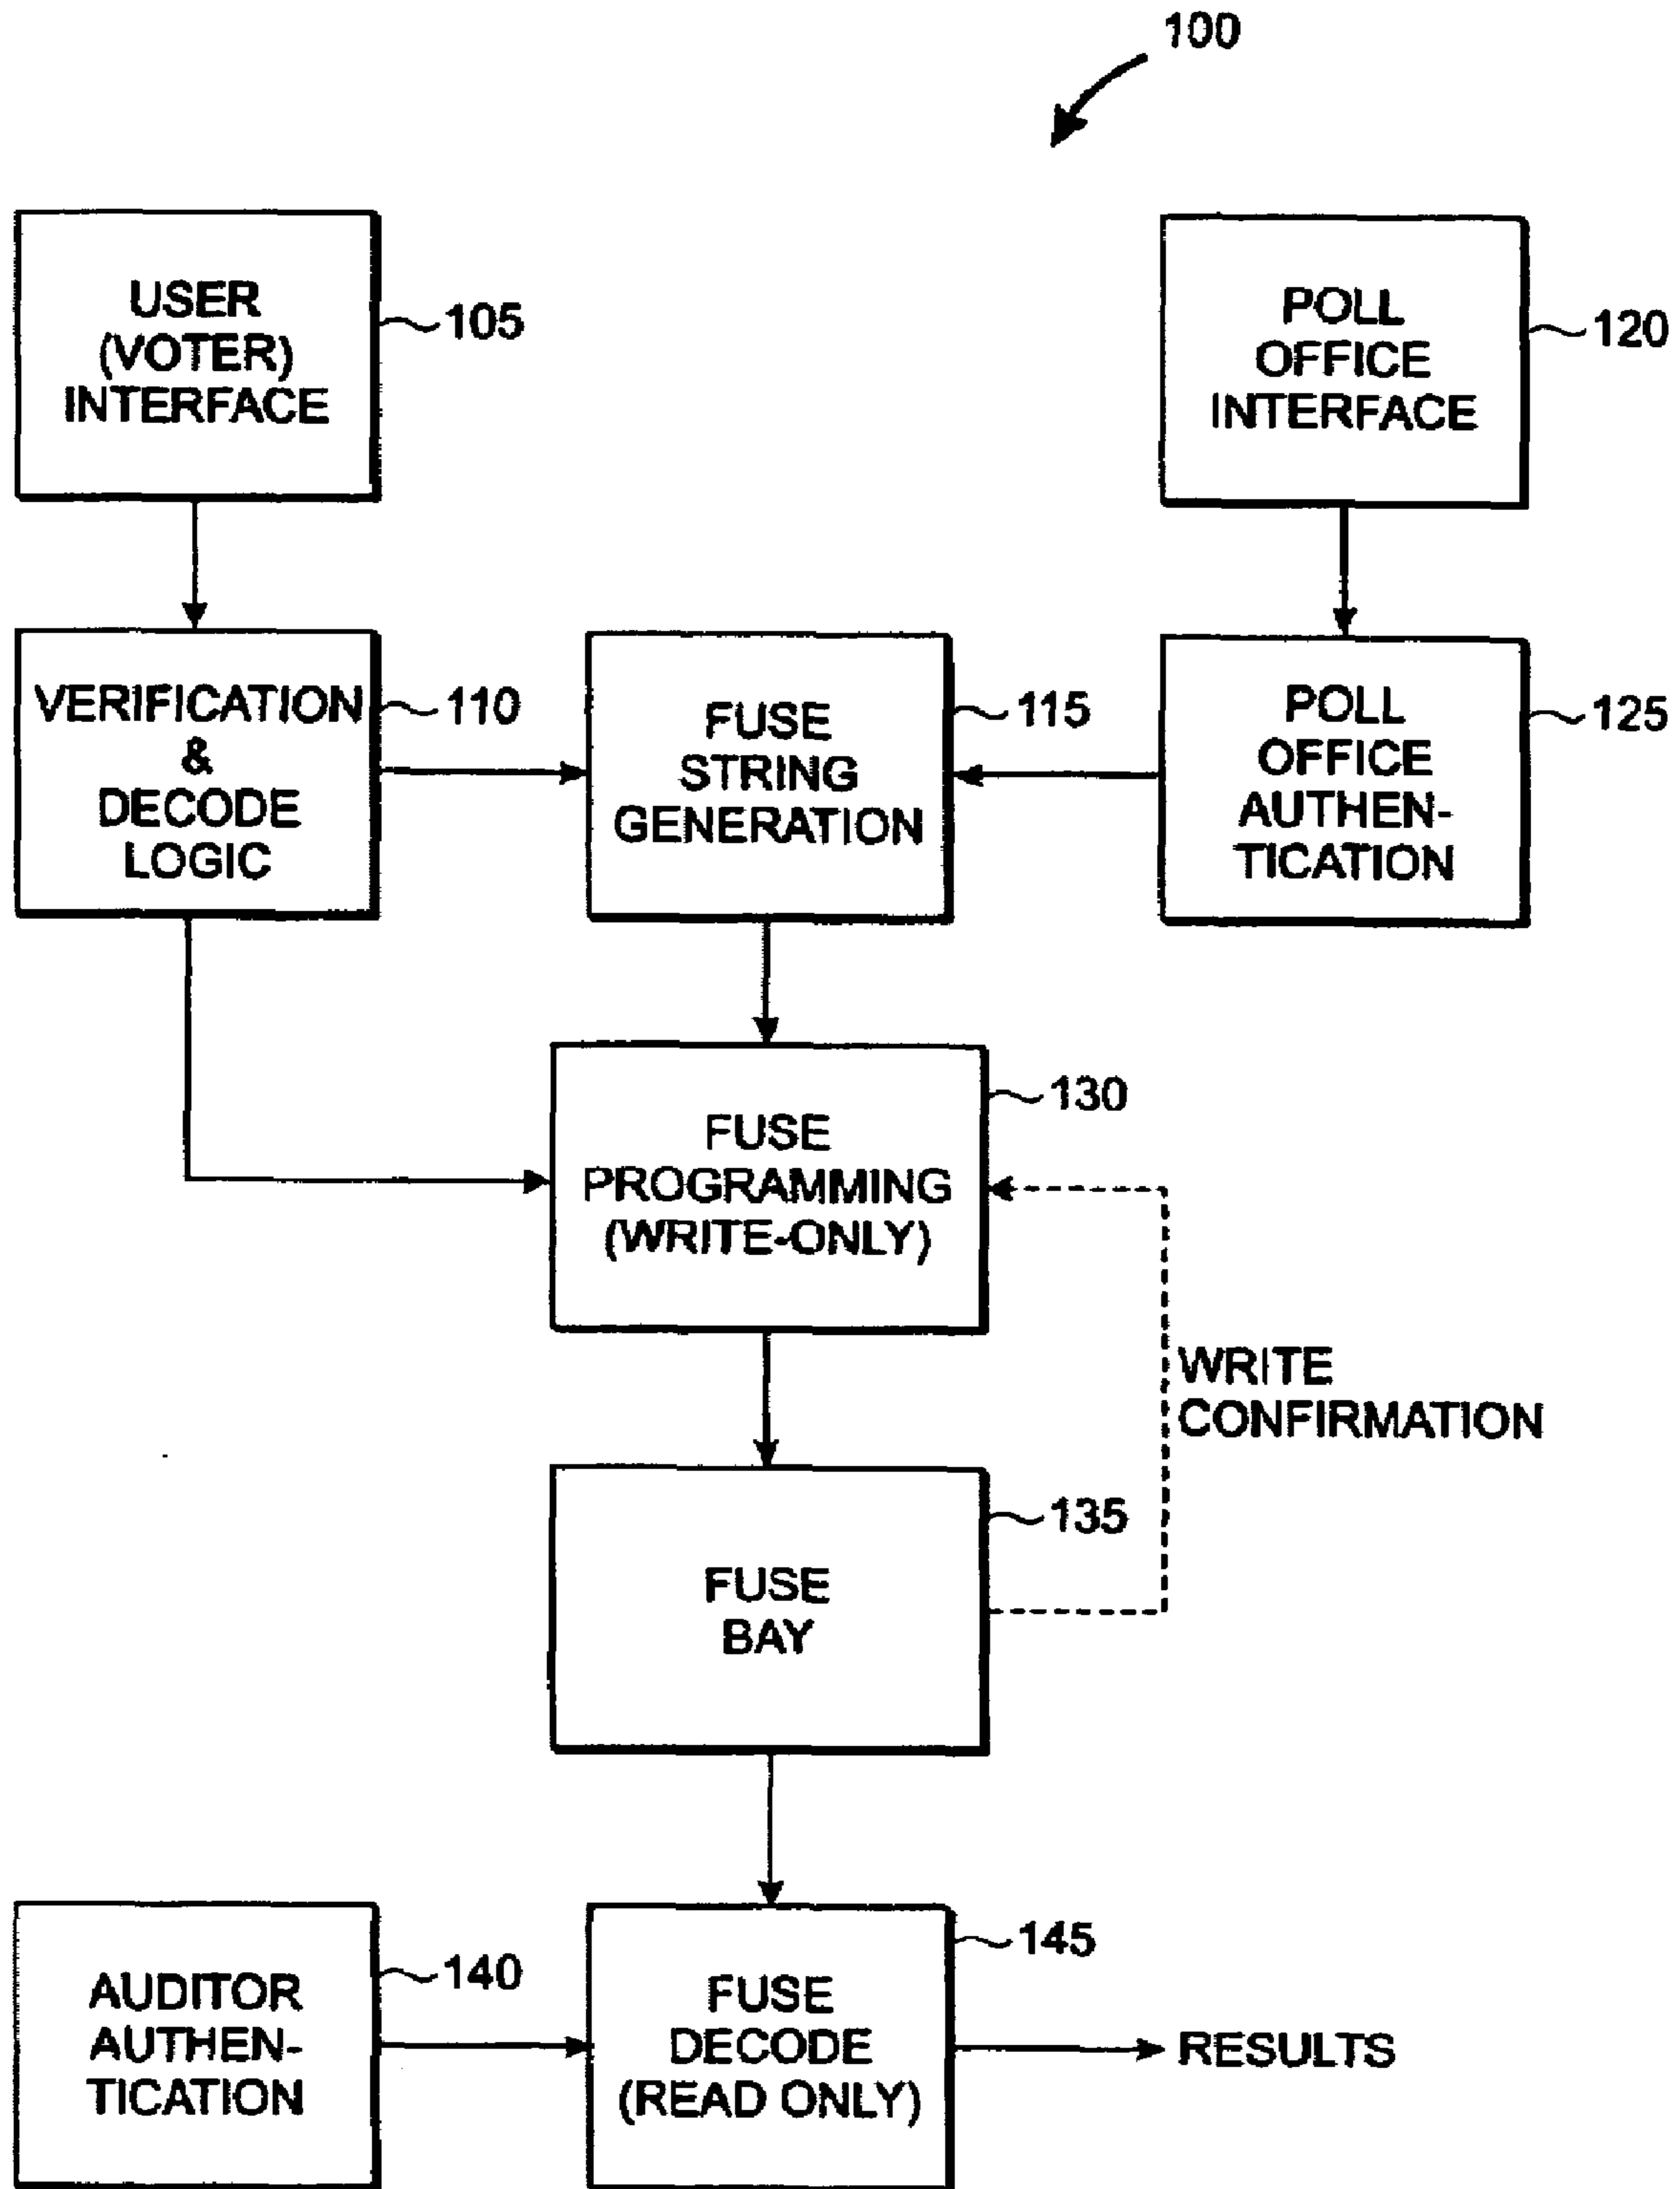 100
USER
(VOTER)
INTERFACE
105
POLL
OFFICE
INTERFACE
120
VERIFICATION
&
DECODE
LOGIC
110
FUSE
STRING
GENERATION
115
POLL
OFFICE
AUTHEN-
TICATION
125
FUSE
PROGRAMMING
(WRITE-ONLY)
130
WRITE
CONFIRMATION
FUSE
BAY
135
AUDITOR
AUTHEN-
TICATION
140
FUSE
DECODE
(READ ONLY)
145
RESULTS